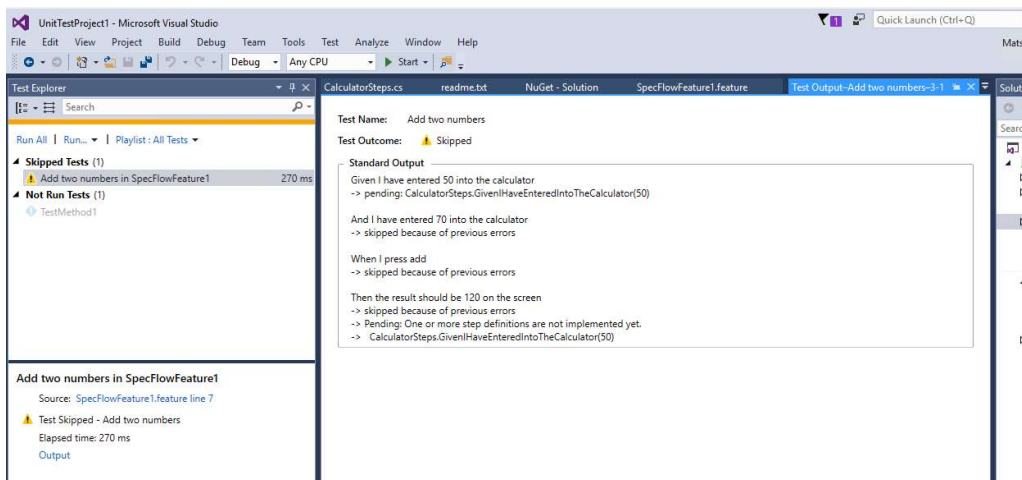 UnitTestProject1 - Microsoft Visual Studio
1
Quick Launch (Ctrl+Q)
File Edit View Project Build Debug Team Tools Test Analyze Window Help
Mats
Debug Any CPU Start
Test Explorer
Search
Run All | Run... | Playlist : All Tests
Skipped Tests (1)
Add two numbers in SpecFlowFeature1 270 ms
Not Run Tests (1)
TestMethod1
Add two numbers in SpecFlowFeature1
Source: SpecFlowFeature1.feature line 7
Test Skipped - Add two numbers
Elapsed time: 270 ms
Output
CalculatorSteps.cs readme.txt NuGet - Solution SpecFlowFeature1.feature Test Output-Add two numbers-3-1
Test Name: Add two numbers
Test Outcome: Skipped
Standard Output
Given I have entered 50 into the calculator
-> pending: CalculatorSteps.GivenIHaveEnteredIntoTheCalculator(50)
And I have entered 70 into the calculator
-> skipped because of previous errors
When I press add
-> skipped because of previous errors
Then the result should be 120 on the screen
-> skipped because of previous errors
-> Pending: One or more step definitions are not implemented yet.
-> CalculatorSteps.GivenIHaveEnteredIntoTheCalculator(50)
Solut
Searc